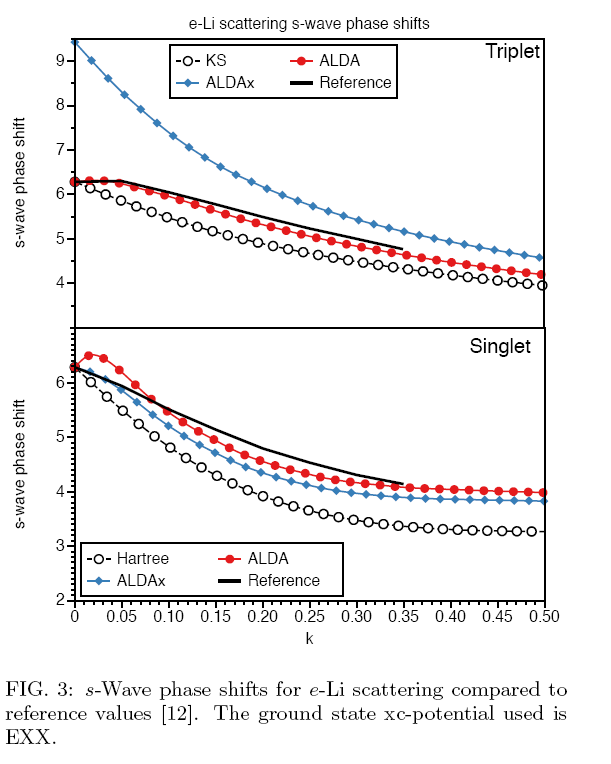 e-Li scattering s-wave phase shifts
Triplet
KS
ALDA
ALDAx
Reference
s-wave phase shift
9
8
7
6
5
4
Singlet
s-wave phase shift
6
5
4
3
2
Hartree
ALDA
ALDAx
Reference
0
0.05
0.10
0.15
0.20
0.25
0.30
0.35
0.40
0.45
0.50
k
FIG. 3: s-Wave phase shifts for e-Li scattering compared to
reference values [12]. The ground state xc-potential used is
EXX.